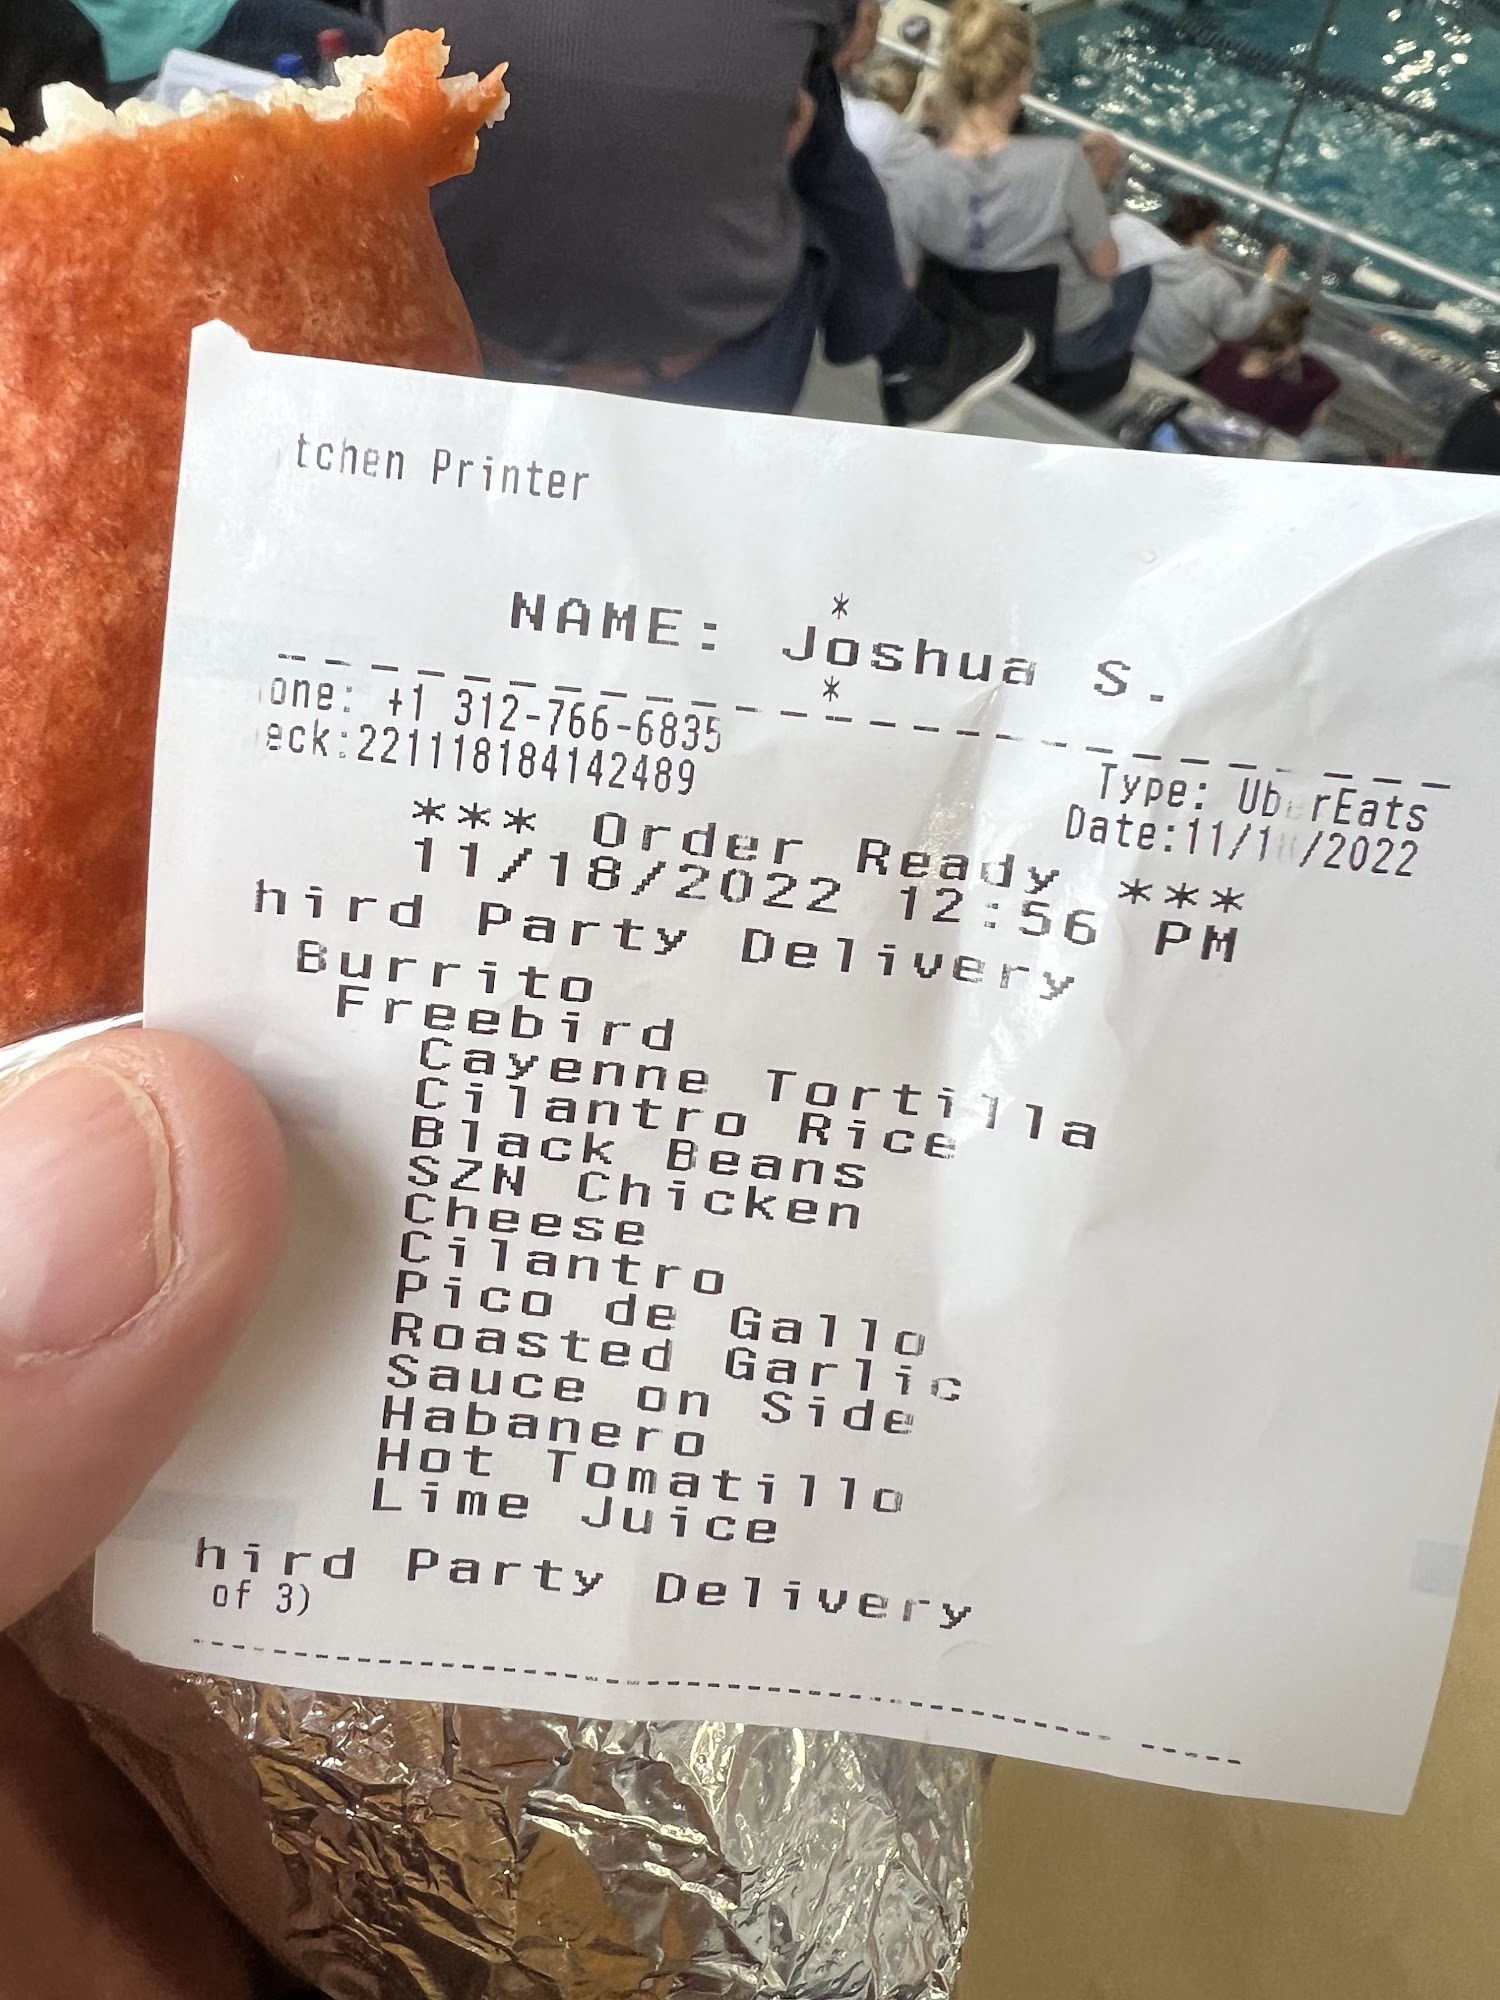 tchen Printer
*
NAME: Joshua S.
*
one: +1 312-766-6835
Type: UberEats
eck:221118184142489
Date:11/18/2022
*** Order Ready ***
11/18/2022 12:56 PM
hird Party Delivery
Burrito
Freebird
Cayenne Tortilla
Cilantro Rice
Black Beans
SZN Chicken
Cheese
Cilantro
Pico de Gallo
Roasted Garlic
Sauce on Side
Habanero
Hot Tomatillo
Lime Juice
hird Party Delivery
of 3)